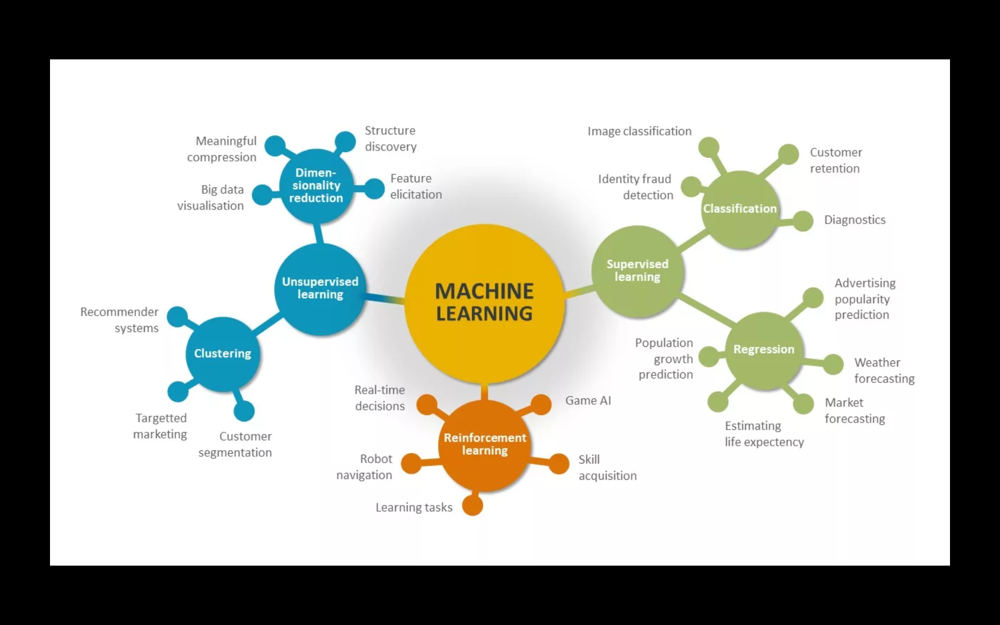 Meaningful
compression
Structure
discovery
Dimen-
sionality
reduction
Big data
visualisation
Feature
elicitation
Unsupervised
learning
Recommender
systems
Clustering
Targetted
marketing
Customer
segmentation
MACHINE
LEARNING
Real-time
decisions
Game AI
Reinforcement
learning
Robot
navigation
Skill
acquisition
Learning tasks
Image classification
Customer
retention
Identity fraud
detection
Classification
Diagnostics
Supervised
learning
Advertising
popularity
prediction
Population
growth
prediction
Regression
Weather
forecasting
Market
forecasting
Estimating
life expectency